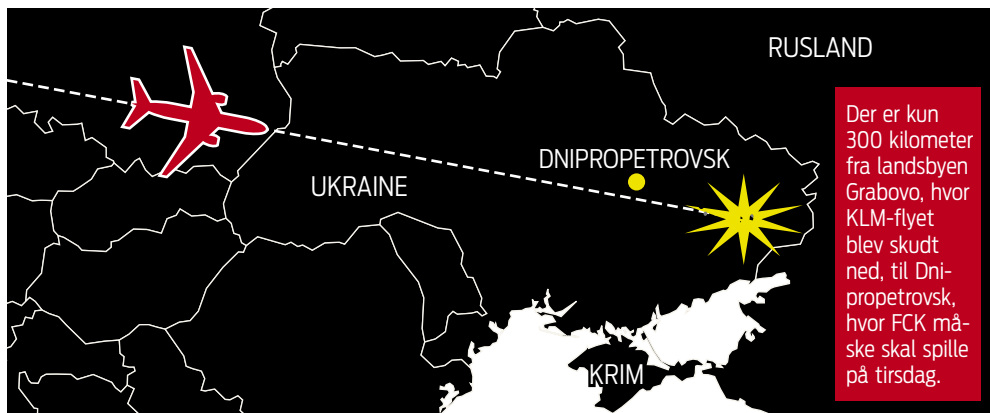 RUSLAND
DNIPROPETROVSK
UKRAINE
KRIM
Der er kun
300 kilometer
fra landsbyen
Grabovo, hvor
KLM-flyet
blev skudt
ned, til Dni-
propetrovsk,
hvor FCK må-
ske skal spille
på tirsdag.